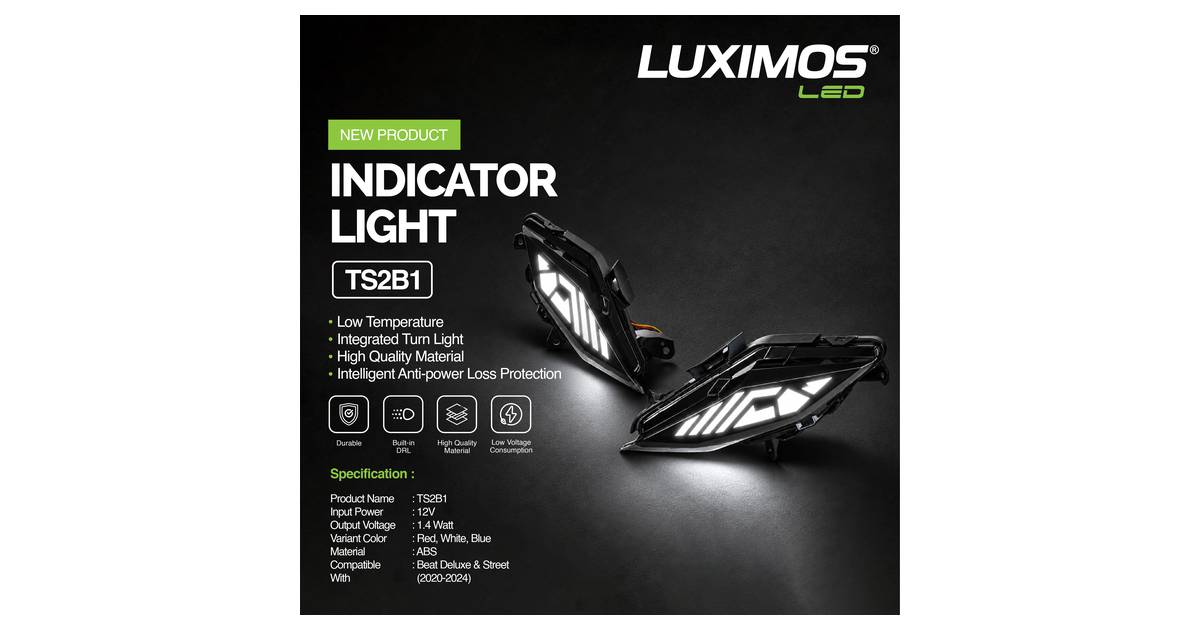 LUXIMOS®
LED
NEW PRODUCT
INDICATOR
LIGHT
TS2B1
• Low Temperature
• Integrated Turn Light
• High Quality Material
• Intelligent Anti-power Loss Protection
Durable
Built-in
DRL
High Quality
Material
Low Voltage
Consumption
Specification :
Product Name : TS2B1
Input Power : 12V
Output Voltage : 1.4 Watt
Variant Color : Red, White, Blue
Material : ABS
Compatible : Beat Deluxe & Street
With (2020-2024)